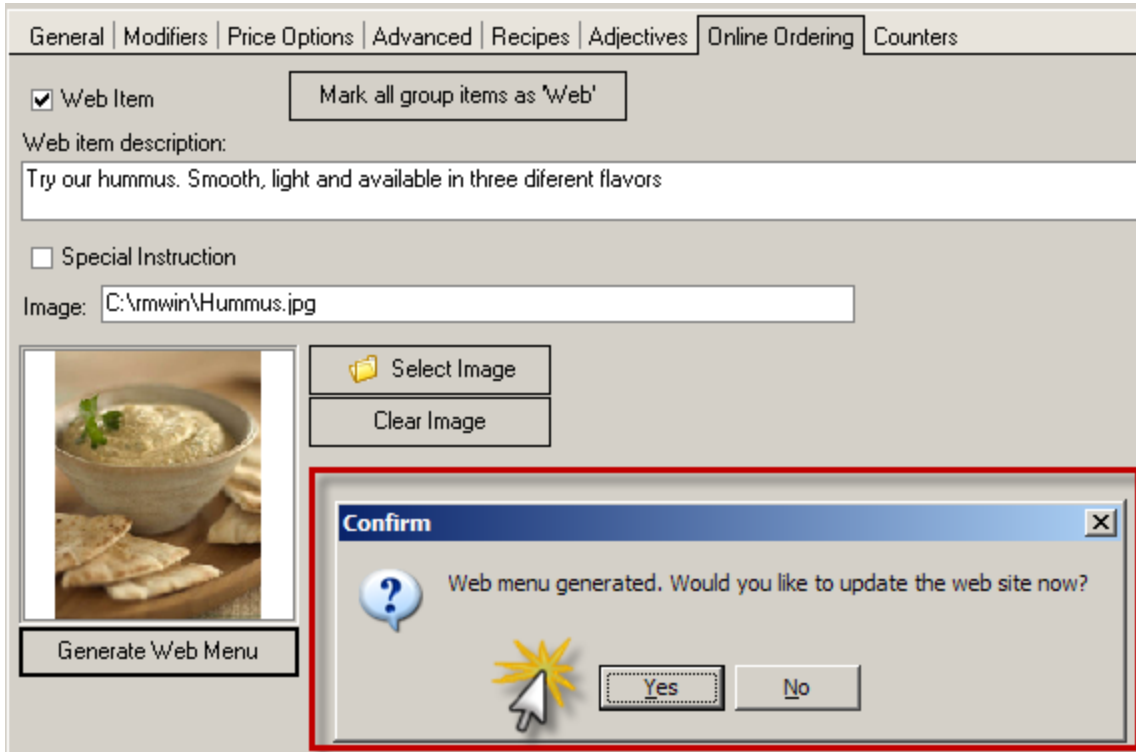 General Modifiers Price Options Advanced Recipes Adjectives Online Ordering Counters
Web Item
Mark all group items as 'Web'
Web item description:
Try our hummus. Smooth, light and available in three diferent flavors
Special Instruction
Image: C:\rmwin\Hummus.jpg
Select Image
Clear Image
Generate Web Menu
Confirm
Web menu generated. Would you like to update the web site now?
Yes No